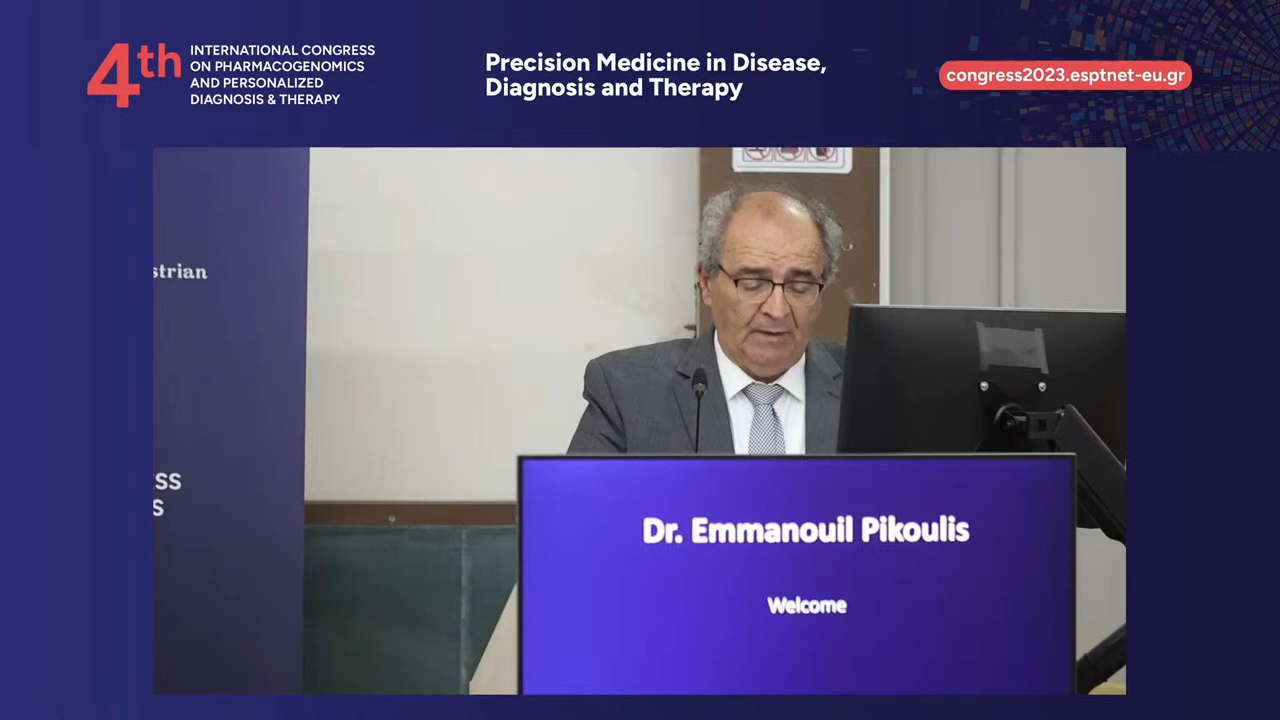 4th
INTERNATIONAL CONGRESS
ON PHARMACOGENOMICS
AND PERSONALIZED
DIAGNOSIS & THERAPY
Precision Medicine in Disease,
Diagnosis and Therapy
congress2023.esptnet-eu.gr
strian
SS
S
Dr. Emmanouil Pikoulis
Welcome